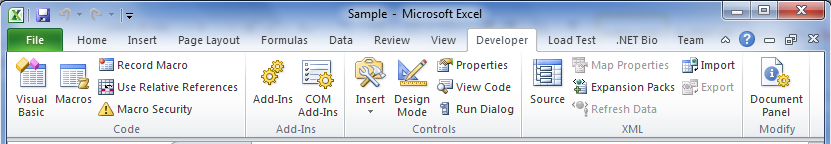 Sample - Microsoft Excel
File Home Insert Page Layout Formulas Data Review View Developer Load Test .NET Bio Team
Visual Basic
Macros
Record Macro
Use Relative References
Macro Security
Code
Add-Ins
COM Add-Ins
Add-Ins
Insert
Design Mode
Properties
View Code
Run Dialog
Controls
Source
Map Properties
Expansion Packs
Refresh Data
Import
Export
XML
Document Panel
Modify